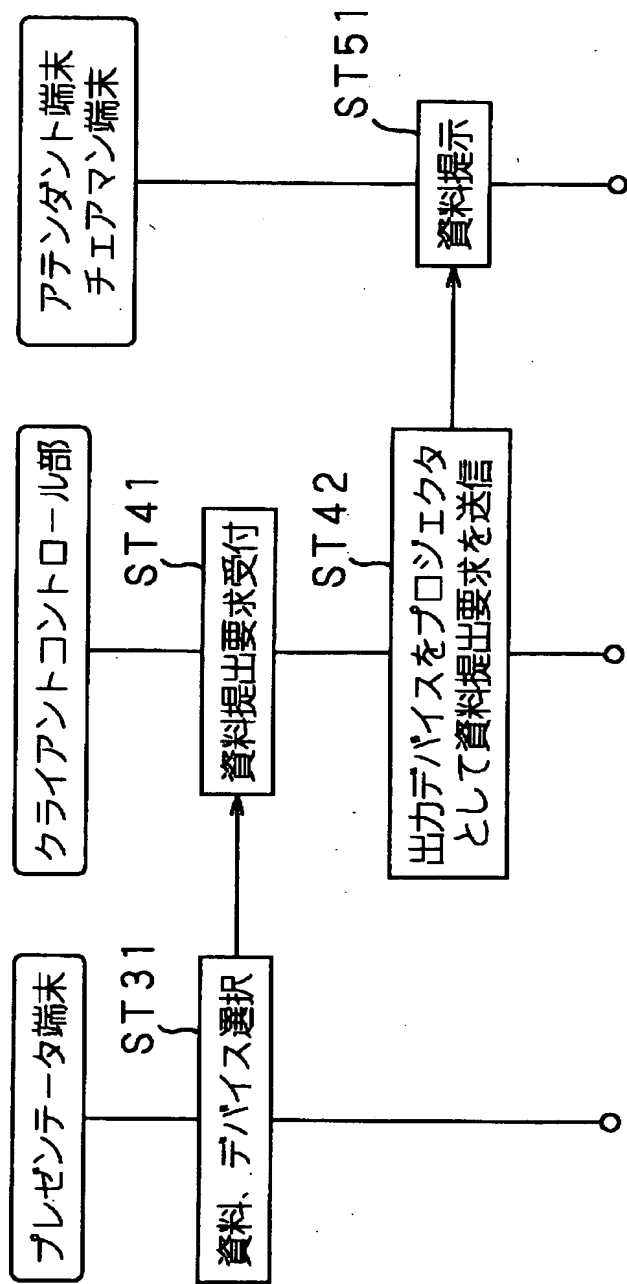 プレゼンテータ端末
ST31
資料、デバイス選択
クライアントコントロール部
ST41
資料提出要求受付
ST42
出力デバイスをプロジェクタ
として資料提出要求を送信
アテンダント端末
チェアマン端末
ST51
資料提示